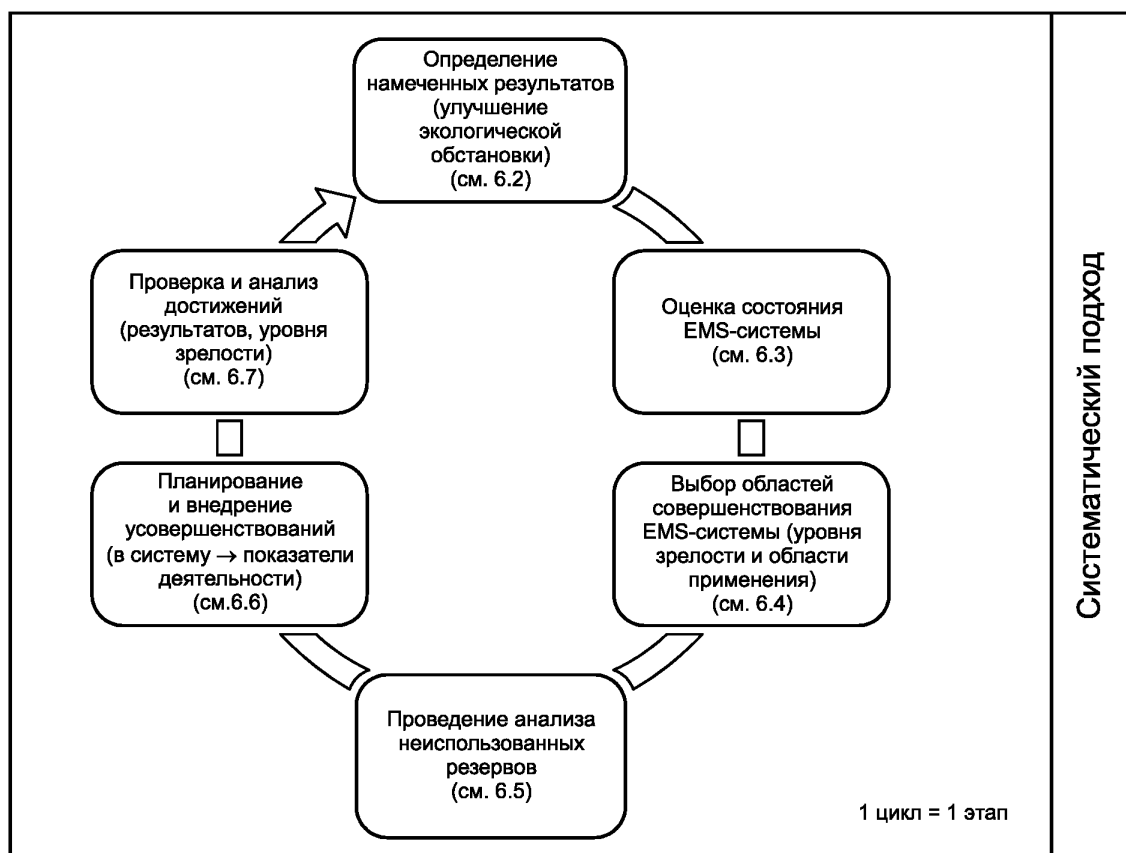 Определение
намеченных результатов
(улучшение
экологической
обстановки)
(см. 6.2)
Оценка состояния
EMS-системы
(см. 6.3)
Выбор областей
совершенствования
EMS-системы (уровня
зрелости и области
применения)
(см. 6.4)
Проведение анализа
неиспользованных
резервов
(см. 6.5)
Планирование
и внедрение
усовершенствований
(в систему → показатели
деятельности)
(см.6.6)
Проверка и анализ
достижений
(результатов, уровня
зрелости)
(см. 6.7)
1 цикл = 1 этап
Систематический подход